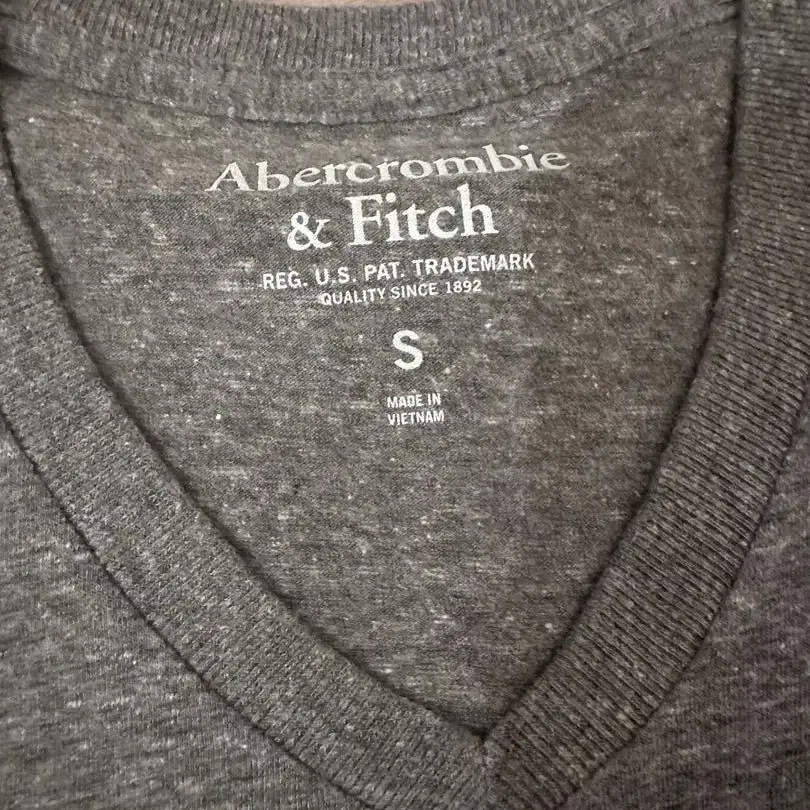 Abercrombie
& Fitch
REG. U.S. PAT. TRADEMARK
QUALITY SINCE 1892
S
MADE IN
VIETNAM